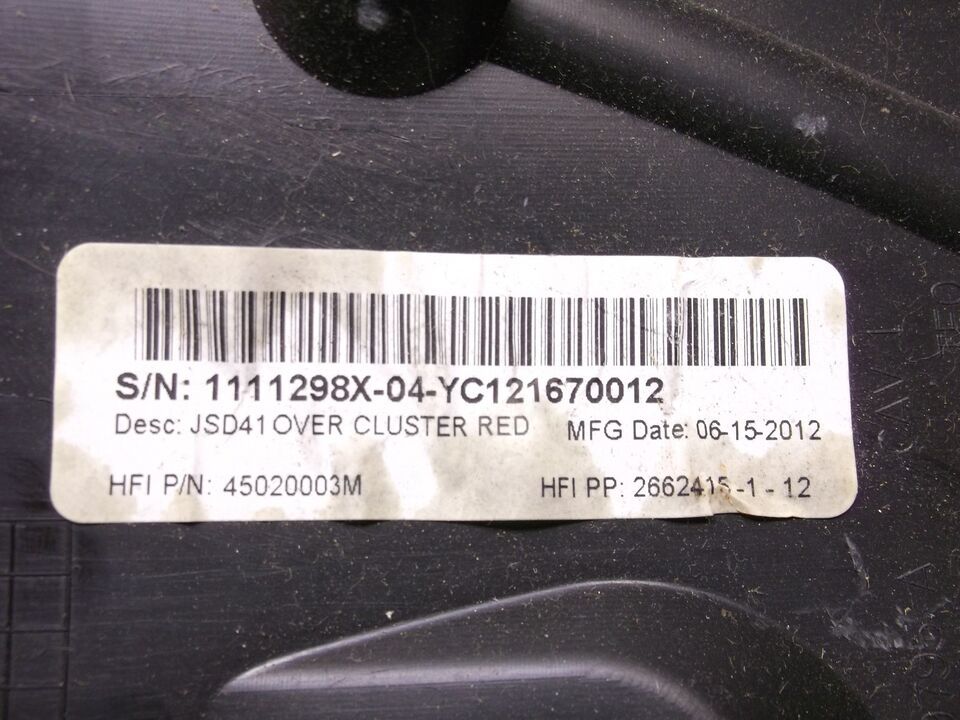 S/N: 1111298X-04-YC121670012
Desc: JSD41 OVER CLUSTER RED MFG Date: 06-15-2012
HFI P/N: 45020003M HFI PP: 2662415-1 - 12